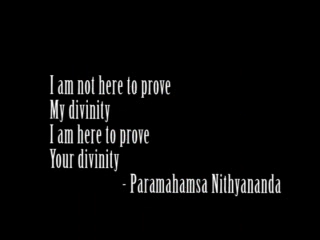 I am not here to prove
My divinity
I am here to prove
Your divinity
- Paramahamsa Nithyananda